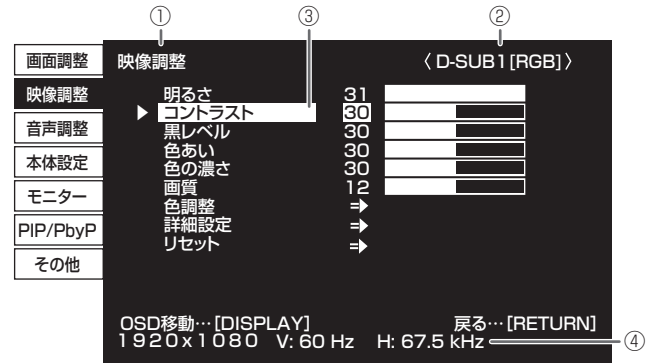 ① ③ ②
画面調整
映像調整
音声調整
本体設定
モニター
PIP/PbyP
その他
映像調整 〈 D-SUB1[RGB]〉
明るさ 31
コントラスト 30
黒レベル 30
色あい 30
色の濃さ 30
画質 12
色調整
詳細設定
リセット
OSD移動…[DISPLAY] 戻る…[RETURN]
1920x1080 V: 60 Hz H: 67.5 kHz ④